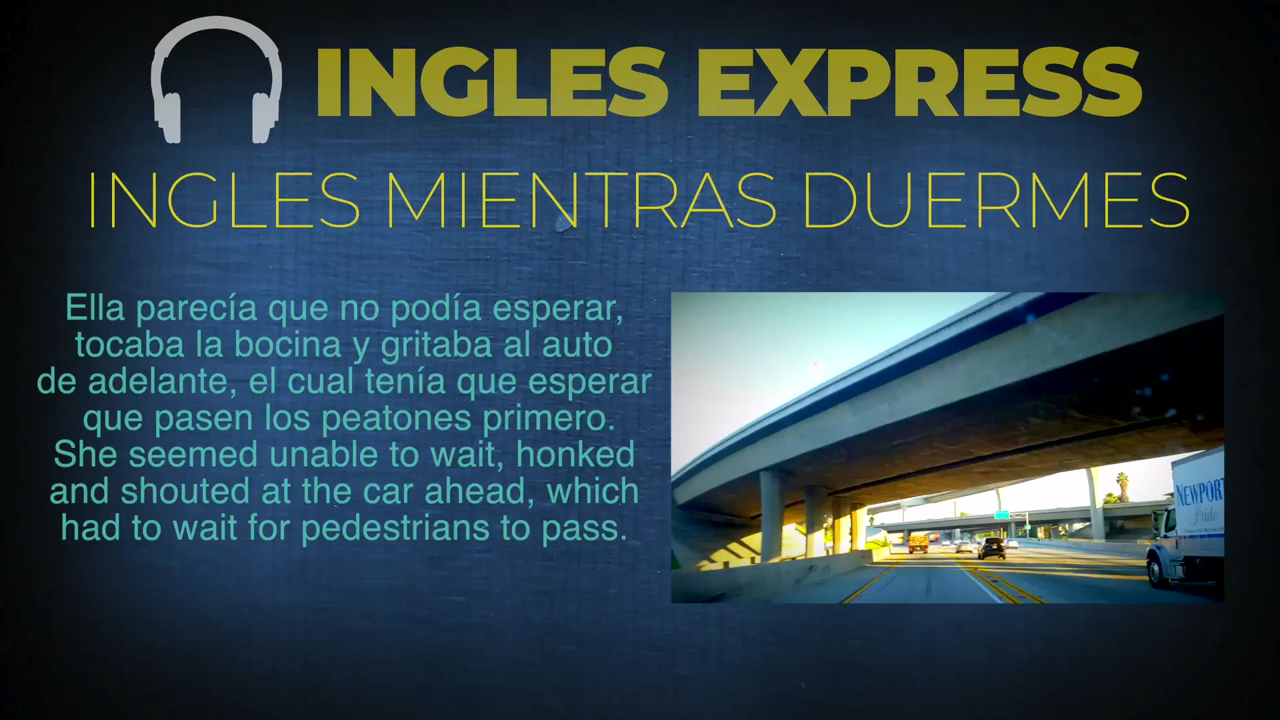 INGLES EXPRESS
INGLES MIENTRAS DUERMES
Ella parecía que no podía esperar,
tocaba la bocina y gritaba al auto
de adelante, el cual tenía que esperar
que pasen los peatones primero.
She seemed unable to wait, honked
and shouted at the car ahead, which
had to wait for pedestrians to pass.
NEWPOR
Pride